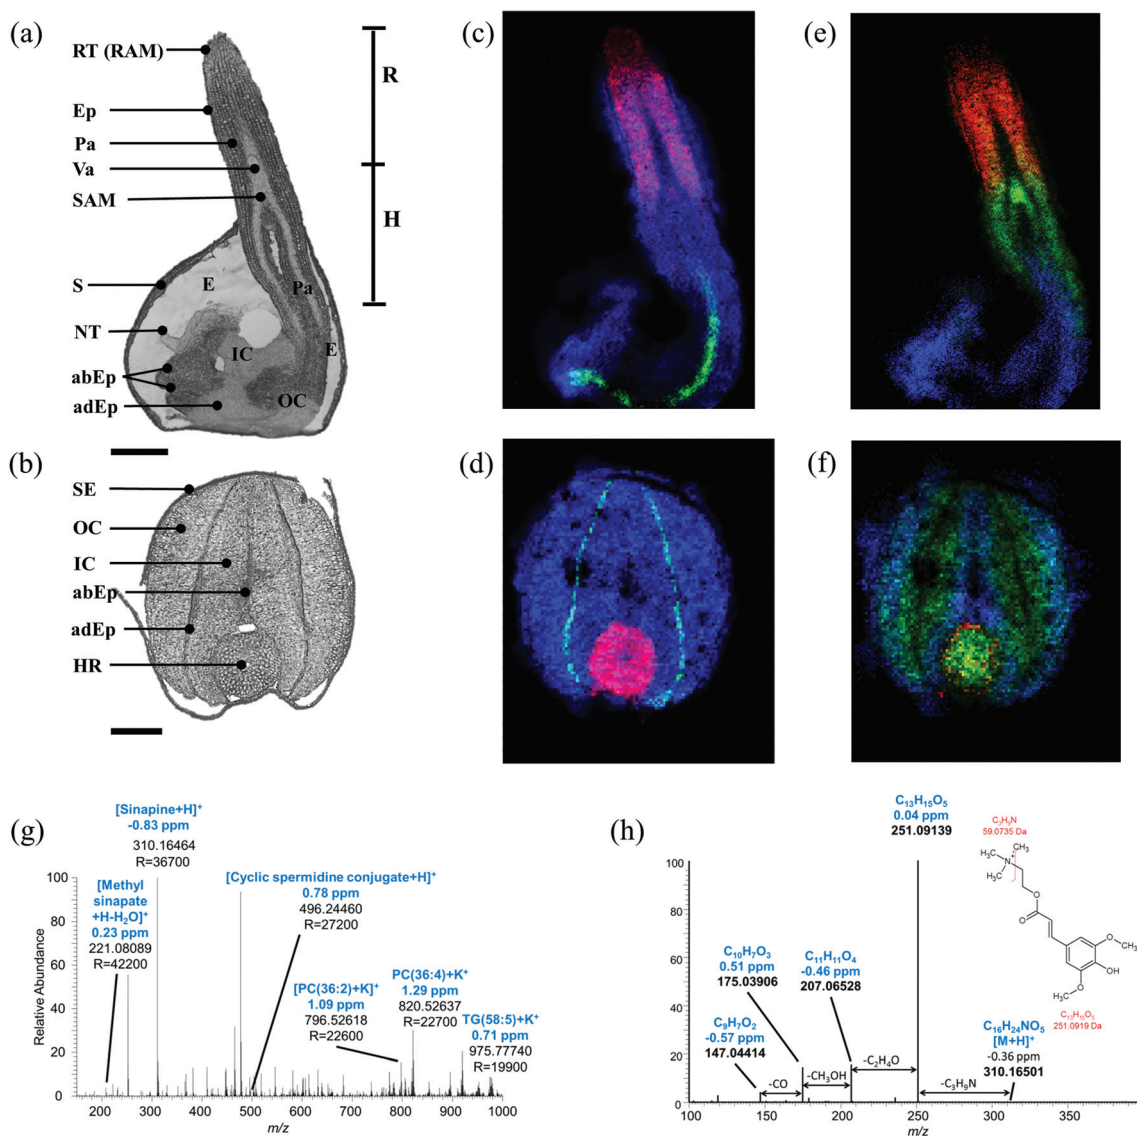 (a)
RT (RAM)
Ep
Pa
Va
SAM
S
NT
abEp
adEp
E
IC
Pa
E
OC
R
H
(c)
(e)
(b)
SE
OC
IC
abEp
adEp
HR
(d)
(f)
(g)
[Sinapine+H]⁺
-0.83 ppm
310.16464
R=36700
[Methyl
sinapate
+H-H₂O]⁺
0.23 ppm
221.08089
R=42200
[Cyclic spermidine conjugate+H]⁺
0.78 ppm
496.24460
R=27200
[PC(36:2)+K]⁺
1.09 ppm
796.52618
R=22600
PC(36:4)+K⁺
1.29 ppm
820.52637
R=22700
TG(58:5)+K⁺
0.71 ppm
975.77740
R=19900
Relative Abundance
100
80
60
40
20
0
200 300 400 500 600 700 800 900 1000
m/z
(h)
C₁₃H₁₅O₅
0.04 ppm
251.09139
C₃H₉N
59.0735 Da
CH₃
H₃C
N⁺
H₃C
O
O
O
CH₃
OH
O
CH₃
C₁₃H₁₅O₅
251.0919 Da
C₁₀H₇O₃
0.51 ppm
175.03906
C₁₁H₁₁O₄
-0.46 ppm
207.06528
C₉H₇O₂
-0.57 ppm
147.04414
C₁₆H₂₄NO₅
[M+H]⁺
-0.36 ppm
310.16501
-CO
-CH₃OH
-C₂H₄O
-C₃H₉N
100
80
60
40
20
0
100 150 200 250 300 350
m/z